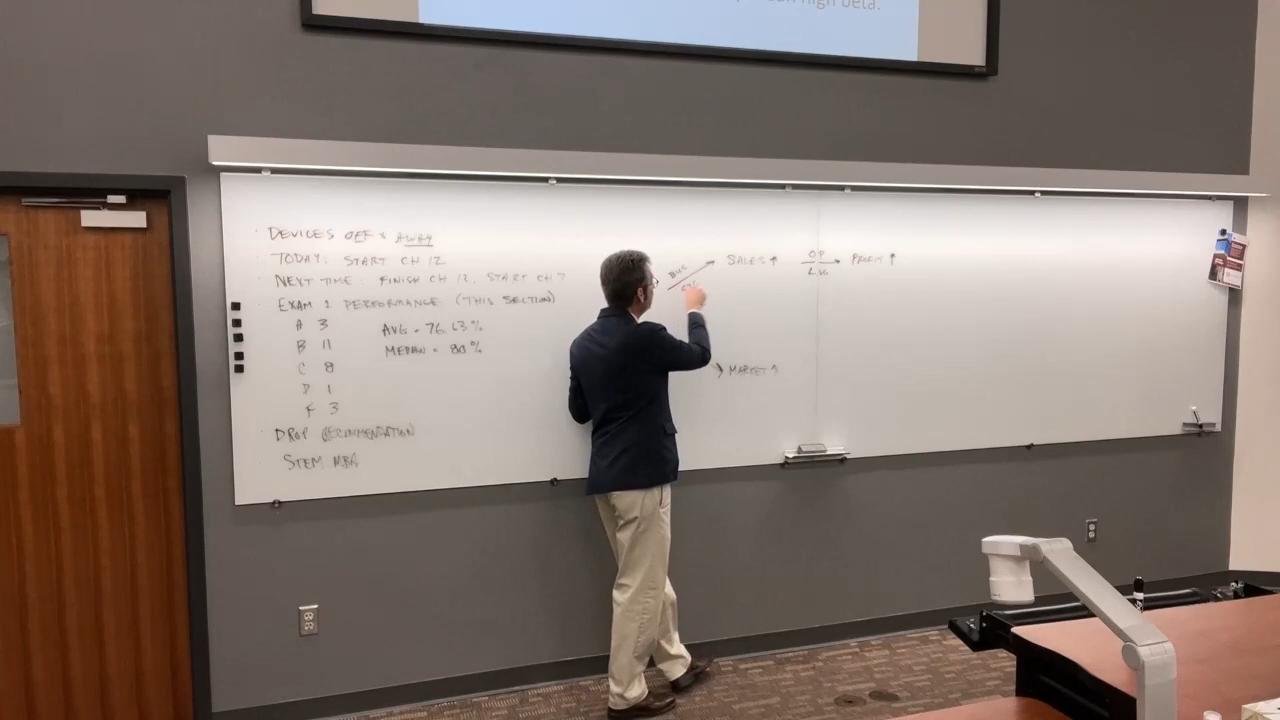 high beta.
DEVICES OFF & AWAY
TODAY: START CH 12
NEXT TIME: FINISH CH 12, START CH 7
EXAM 2 PERFORMANCE (THIS SECTION)
A 3
B 11
C 8
D 1
F 3
AVG = 76.63%
MEDIAN = 80%
DROP RECOMMENDATION
STEM MBA
BUS
SALES ↑
OP
LVG
PROFIT ↑
MARKET ↑